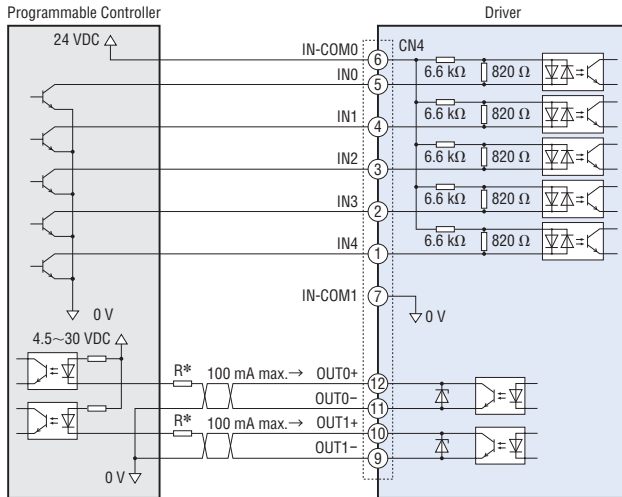 Programmable Controller
Driver
24 VDC
IN-COM0
6
CN4
6.6 kΩ
820 Ω
IN0
5
6.6 kΩ
820 Ω
IN1
4
6.6 kΩ
820 Ω
IN2
3
6.6 kΩ
820 Ω
IN3
2
6.6 kΩ
820 Ω
IN4
1
IN-COM1
7
0 V
0 V
4.5~30 VDC
R*
100 mA max.→
OUT0+
12
OUT0−
11
R*
100 mA max.→
OUT1+
10
OUT1−
9
0 V